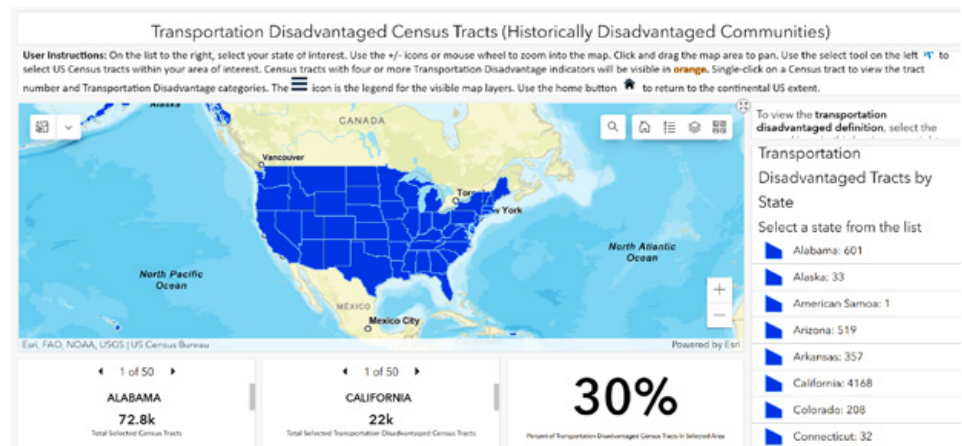 Transportation Disadvantaged Census Tracts (Historically Disadvantaged Communities)
User Instructions: On the list to the right, select your state of interest. Use the +/- icons or mouse wheel to zoom into the map. Click and drag the map area to pan. Use the select tool on the left to
select US Census tracts within your area of interest. Census tracts with four or more Transportation Disadvantage indicators will be visible in orange. Single-click on a Census tract to view the tract
number and Transportation Disadvantage categories. The icon is the legend for the visible map layers. Use the home button to return to the continental US extent.
Alaska
CANADA
Vancouver
York
North Pacific
Ocean
North Atlantic
Ocean
MÉXICO
Mexico City
Esri, FAO, NOAA, USGS | US Census Bureau
Powered by Esri
To view the transportation
disadvantaged definition, select the
Transportation
Disadvantaged Tracts by
State
Select a state from the list
Alabama: 601
Alaska: 33
American Samoa: 1
Arizona: 519
Arkansas: 357
California: 4168
Colorado: 208
Connecticut: 32
1 of 50
ALABAMA
72.8k
Total Selected Census Tracts
1 of 50
CALIFORNIA
22k
Total Selected Transportation Disadvantaged Census Tracts
30%
Percent of Transportation Disadvantaged Census Tracts in Selected Area